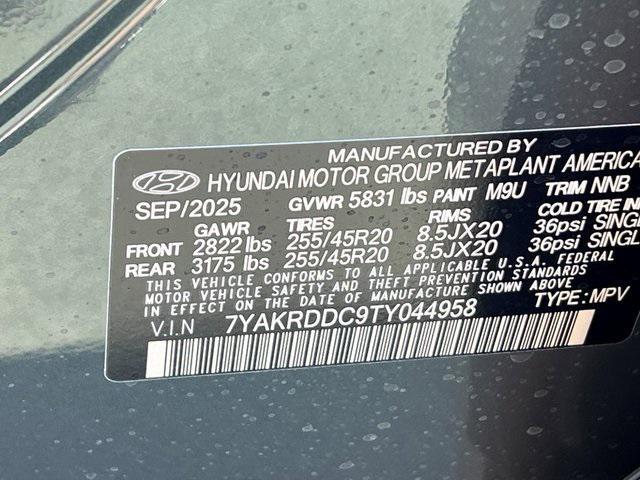 MANUFACTURED BY
HYUNDAI MOTOR GROUP METAPLANT AMERICA
SEP/2025 GVWR 5831 lbs PAINT M9U TRIM NNB
GAWR TIRES RIMS COLD TIRE IN
FRONT 2822 lbs 255/45R20 8.5JX20 36psi SINGL
REAR 3175 lbs 255/45R20 8.5JX20 36psi SINGL
THIS VEHICLE CONFORMS TO ALL APPLICABLE U.S.A. FEDERAL
MOTOR VEHICLE SAFETY AND THEFT PREVENTION STANDARDS
IN EFFECT ON THE DATE OF MANUFACTURE SHOWN ABOVE
V.I.N 7YAKRDDC9TY044958 TYPE: MPV